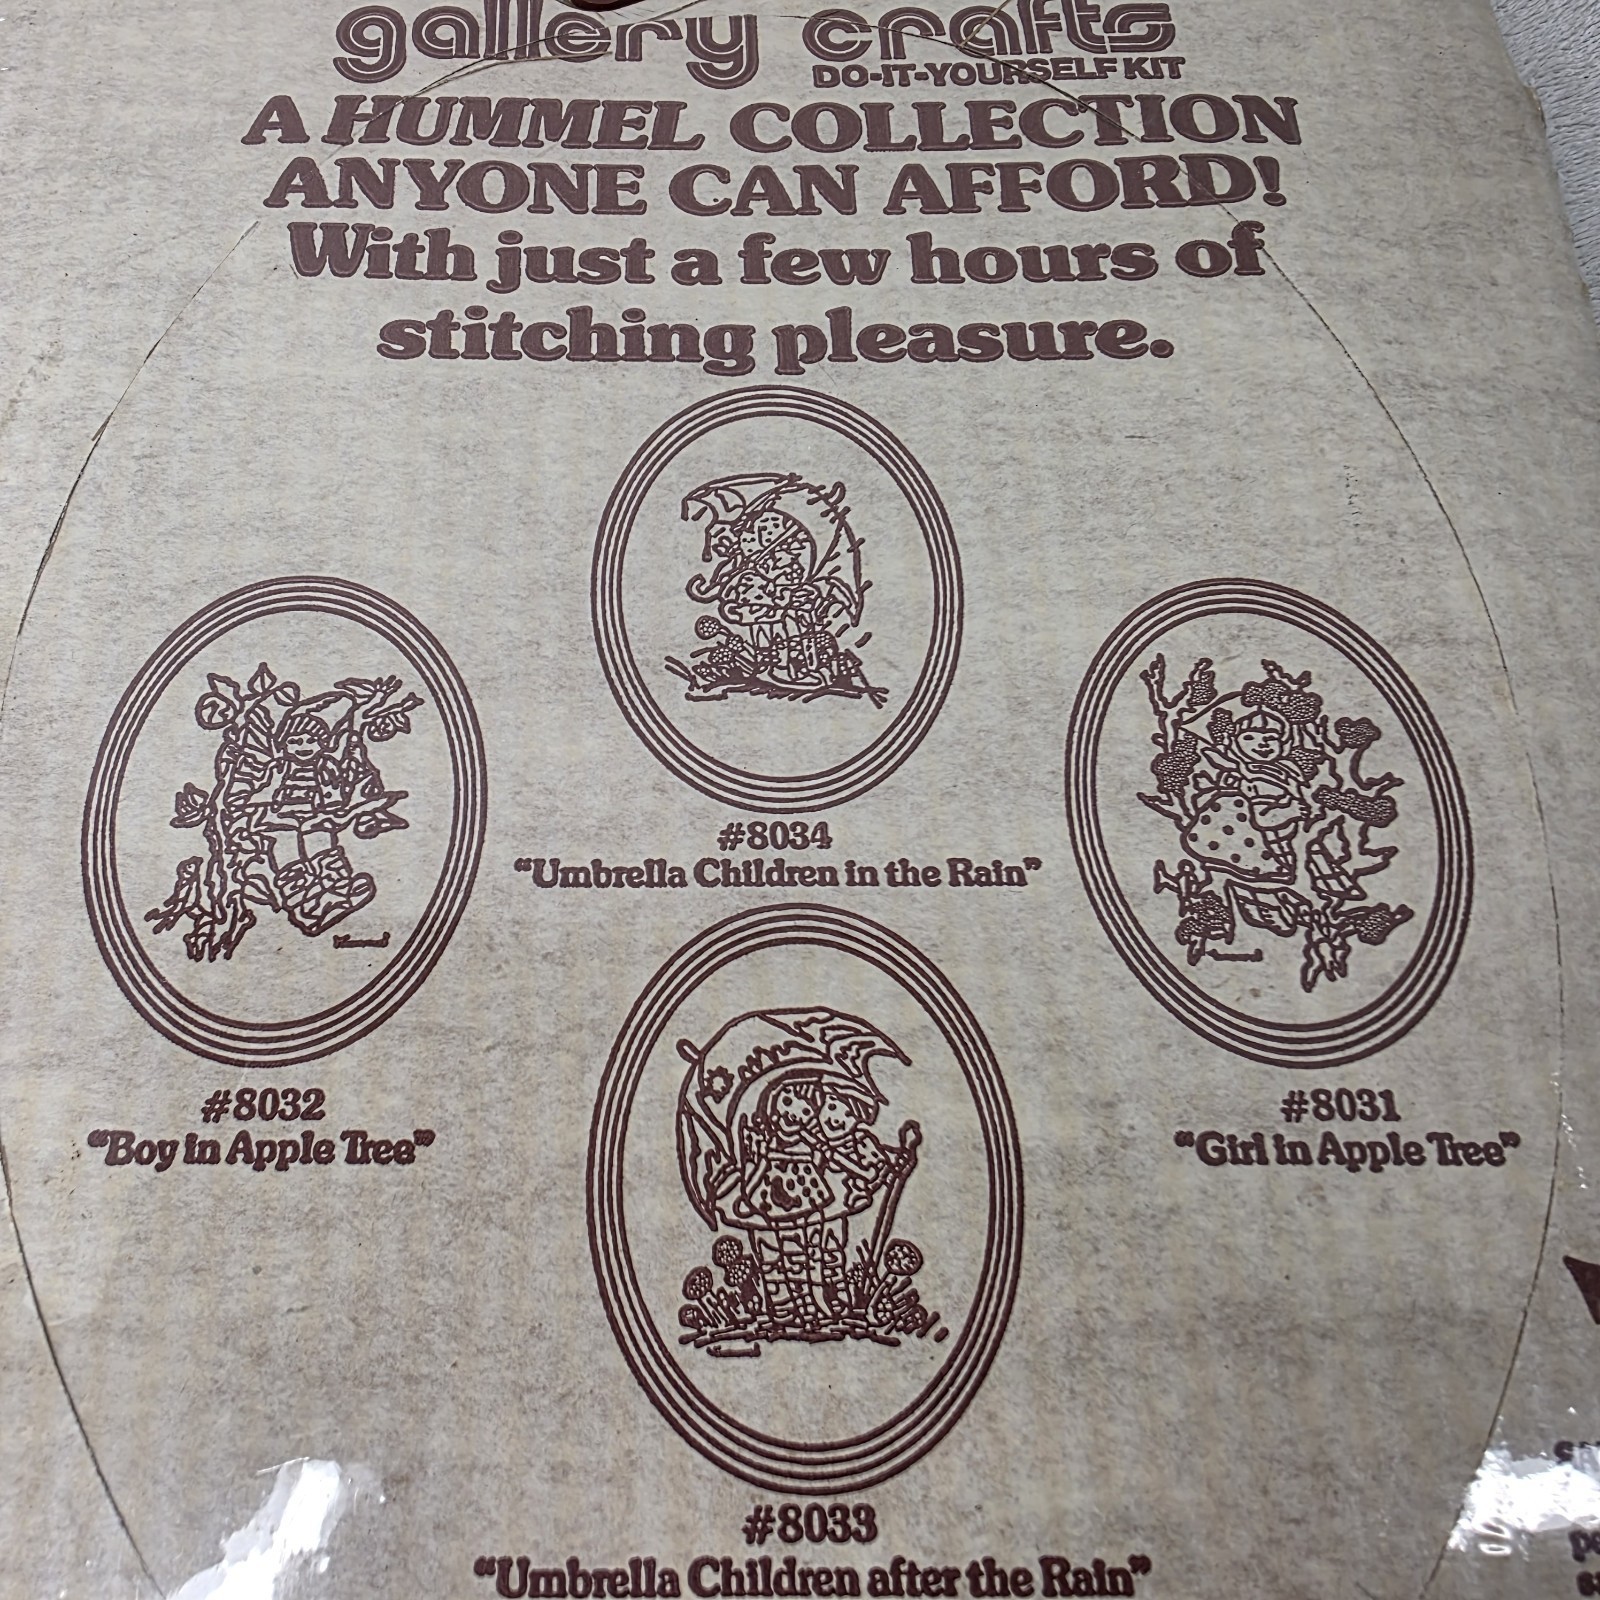 gallery crafts
DO-IT-YOURSELF KIT
A HUMMEL COLLECTION
ANYONE CAN AFFORD!
With just a few hours of
stitching pleasure.
#8034
"Umbrella Children in the Rain"
#8032
"Boy in Apple Tree"
#8031
"Girl in Apple Tree"
#8033
"Umbrella Children after the Rain"